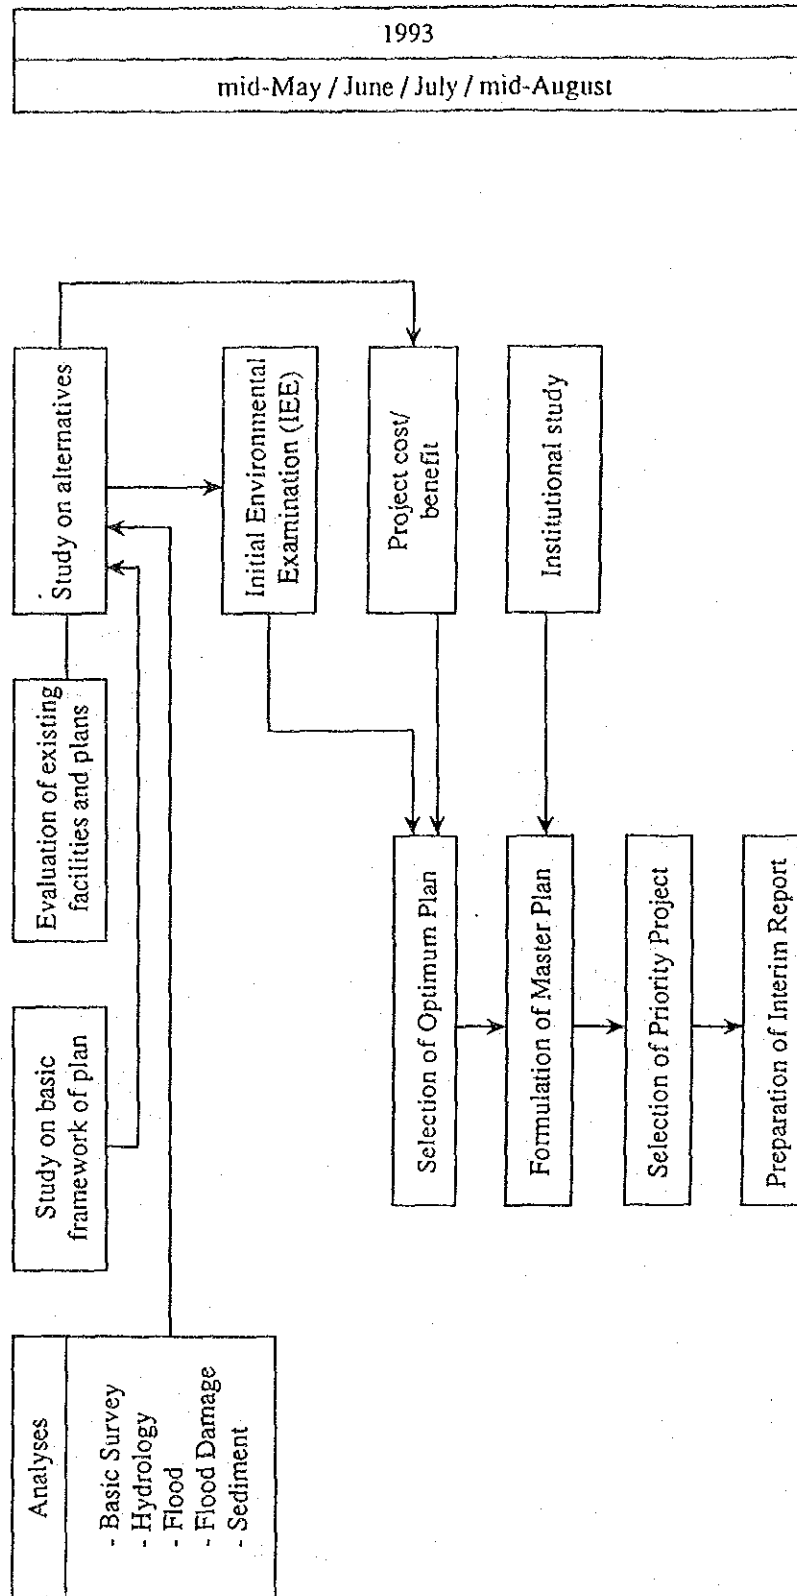 1993
mid-May / June / July / mid-August
Analyses
- Basic Survey
- Hydrology
- Flood
- Flood Damage
- Sediment
Study on basic
framework of plan
Evaluation of existing
facilities and plans
Study on alternatives
Initial Environmental
Examination (IEE)
Project cost/
benefit
Institutional study
Selection of Optimum Plan
Formulation of Master Plan
Selection of Priority Project
Preparation of Interim Report